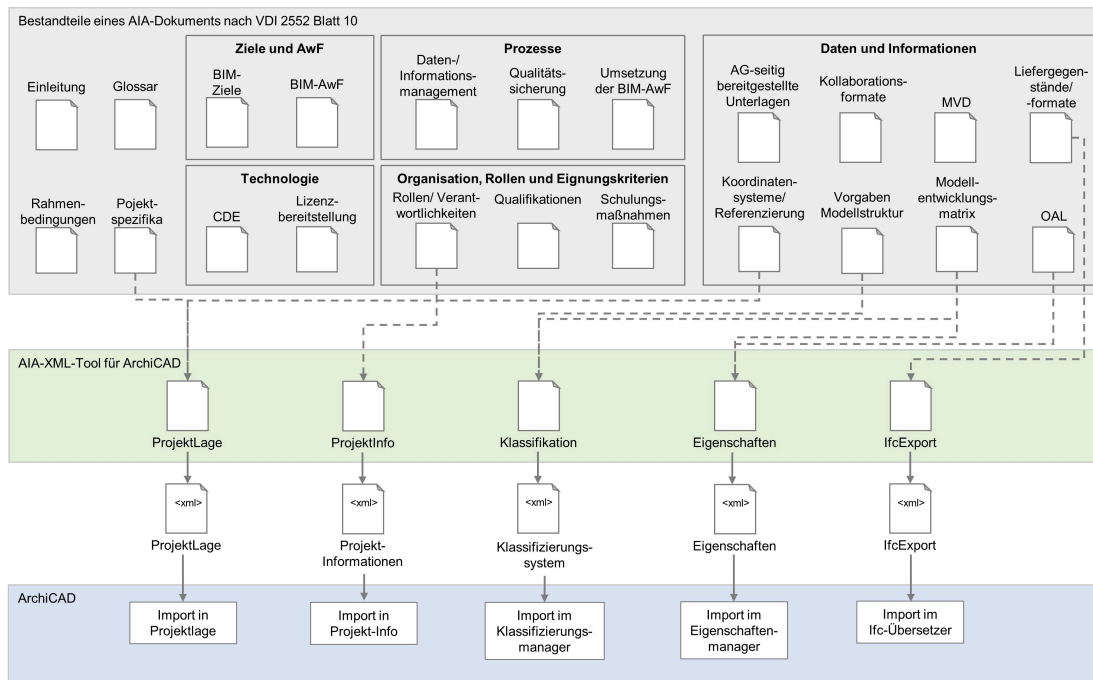 Bestandteile eines AIA-Dokuments nach VDI 2552 Blatt 10
Einleitung
Glossar
Ziele und AwF
BIM-
Ziele
BIM-AwF
Prozesse
Daten-/
Informations-
management
Qualitäts-
sicherung
Umsetzung
der BIM-AwF
Daten und Informationen
AG-seitig
bereitgestellte
Unterlagen
Kollaborations-
formate
MVD
Liefergegen-
stände/
-formate
Rahmen-
bedingungen
Pojekt-
spezifika
Technologie
CDE
Lizenz-
bereitstellung
Organisation, Rollen und Eignungskriterien
Rollen/ Verant-
wortlichkeiten
Qualifikationen
Schulungs-
maßnahmen
Koordinaten-
systeme/
Referenzierung
Vorgaben
Modellstruktur
Modell-
entwicklungs-
matrix
OAL
AIA-XML-Tool für ArchiCAD
ProjektLage
ProjektInfo
Klassifikation
Eigenschaften
IfcExport
<xml>
<xml>
<xml>
<xml>
<xml>
ProjektLage
Projekt-
Informationen
Klassifizierungs-
system
Eigenschaften
IfcExport
ArchiCAD
Import in
Projektlage
Import in
Projekt-Info
Import im
Klassifizierungs-
manager
Import im
Eigenschaften-
manager
Import im
Ifc-Übersetzer